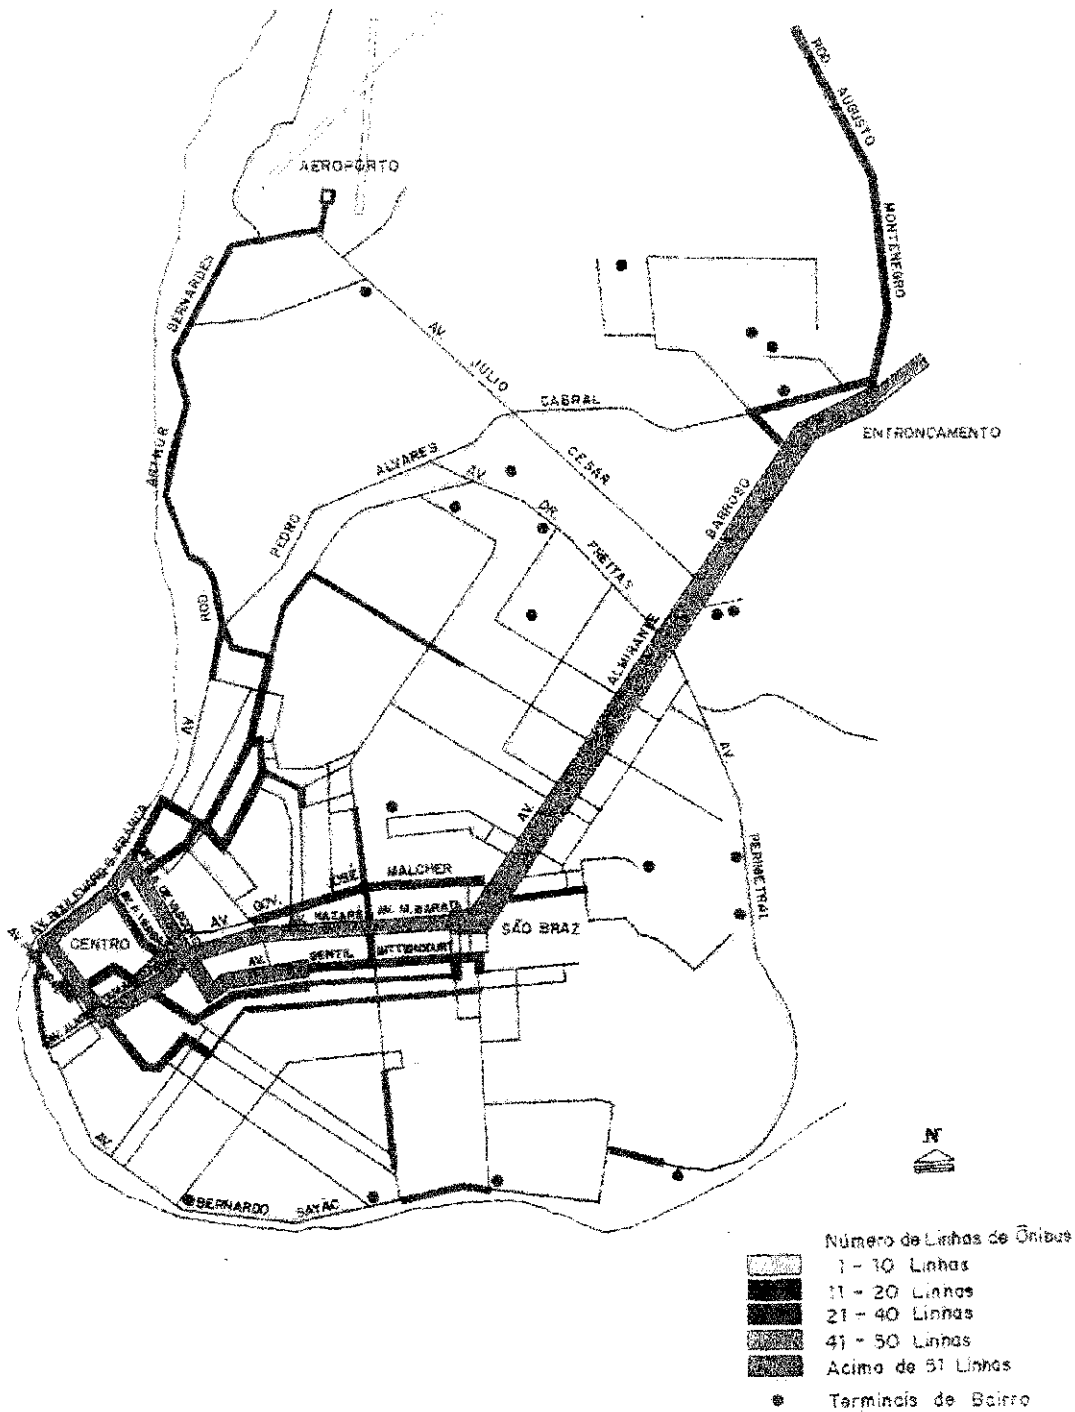 ROD.
AUGUSTO
MONTENEGRO
AEROPORTO
BERNARDES
ARTHUR
ROD.
AV.
JULIO
CESAR
PEDRO
ALVARES
CABRAL
AV.
DR.
FREITAS
ENTRONCAMENTO
AV.
ALMIRANTE
BARROSO
AV.
PERIMETRAL
AV.
AV. BOULEVARD
FRANÇA
CENTRO
AV.
GOV.
JOSÉ
MALCHER
NAZARÉ
AV. M. BARATA
SÃO BRAZ
AV.
GENTIL
BITTENCOURT
AV.
BERNARDO
SAYÃO
N
Número de Linhas de Ônibus
1 - 10 Linhas
11 - 20 Linhas
21 - 40 Linhas
41 - 50 Linhas
Acima de 51 Linhas
Terminais de Bairro